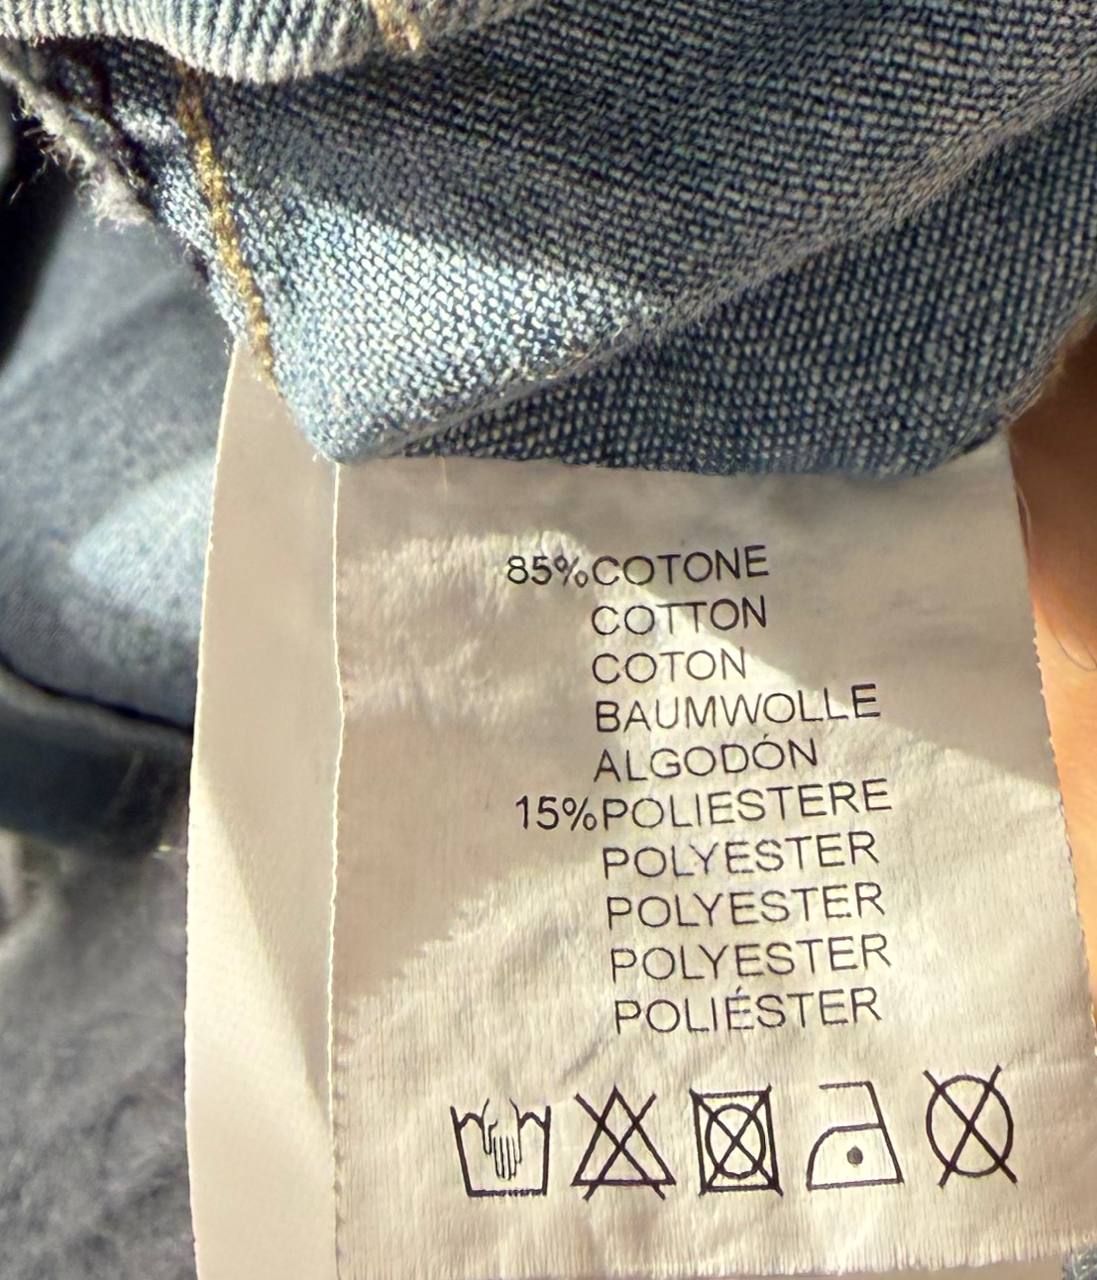 85%COTONE
COTTON
COTON
BAUMWOLLE
ALGODÓN
15%POLIESTERE
POLYESTER
POLYESTER
POLYESTER
POLIÉSTER